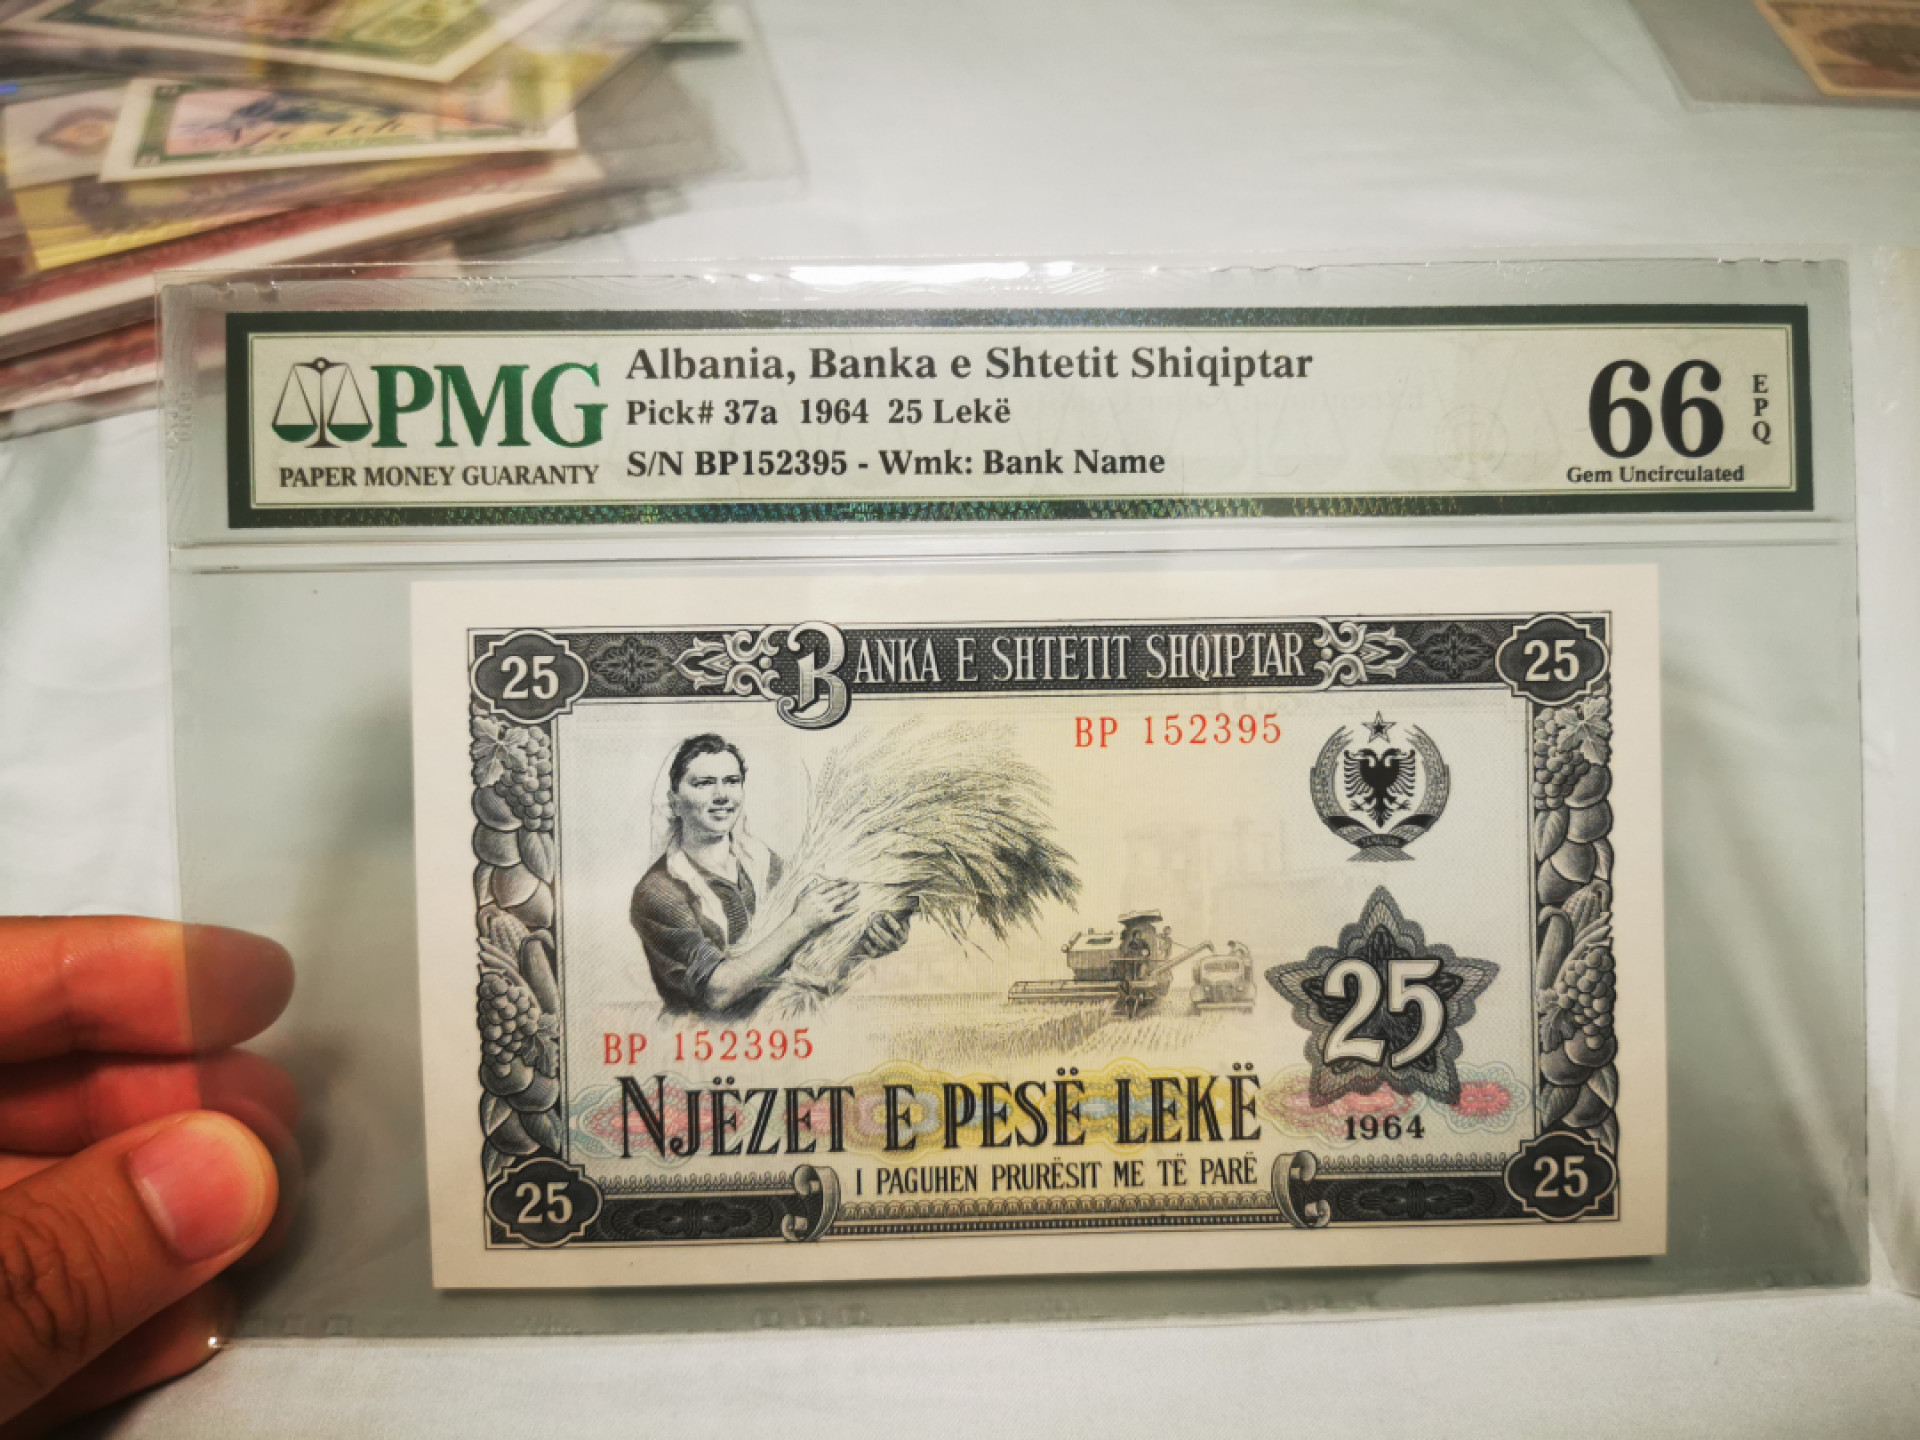 PMG
PAPER MONEY GUARANTY
Albania, Banka e Shtetit Shiqiptar
Pick# 37a 1964 25 Lekë
S/N BP152395 - Wmk: Bank Name
66
EPQ
Gem Uncirculated
25
BANKA E SHTETIT SHQIPTAR
25
BP 152395
25
BP 152395
NJËZET E PESË LEKË
1964
I PAGUHEN PRURËSIT ME TË PARË
25
25